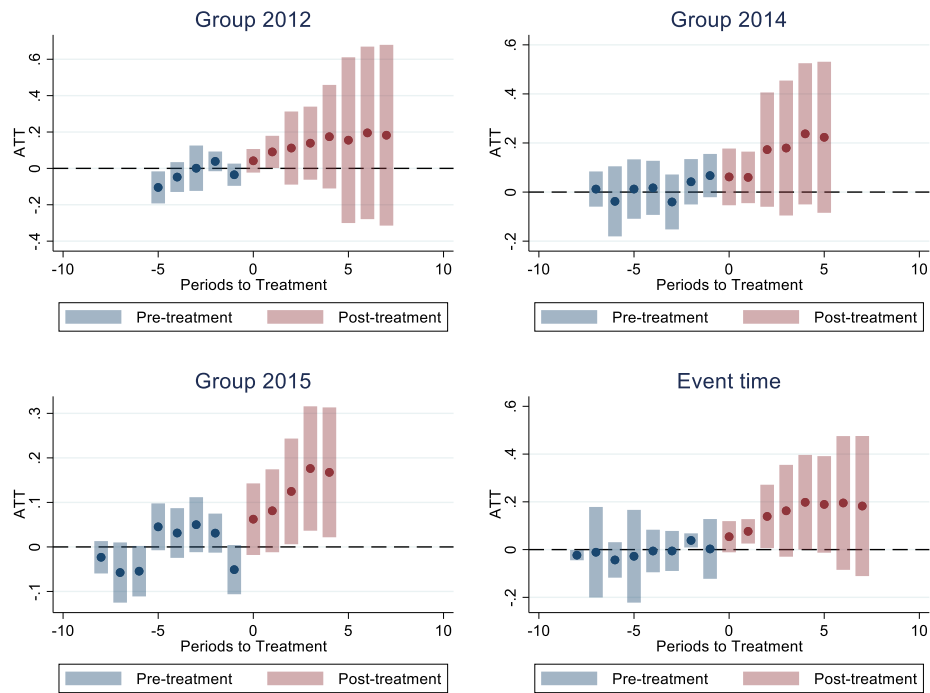 Group 2012
ATT
.6
.4
.2
0
-.2
-.4
-10
-5
0
5
10
Periods to Treatment
Pre-treatment
Post-treatment
Group 2014
ATT
.6
.4
.2
0
-.2
-10
-5
0
5
10
Periods to Treatment
Pre-treatment
Post-treatment
Group 2015
ATT
.3
.2
.1
0
-.1
-10
-5
0
5
10
Periods to Treatment
Pre-treatment
Post-treatment
Event time
ATT
.6
.4
.2
0
-.2
-10
-5
0
5
10
Periods to Treatment
Pre-treatment
Post-treatment